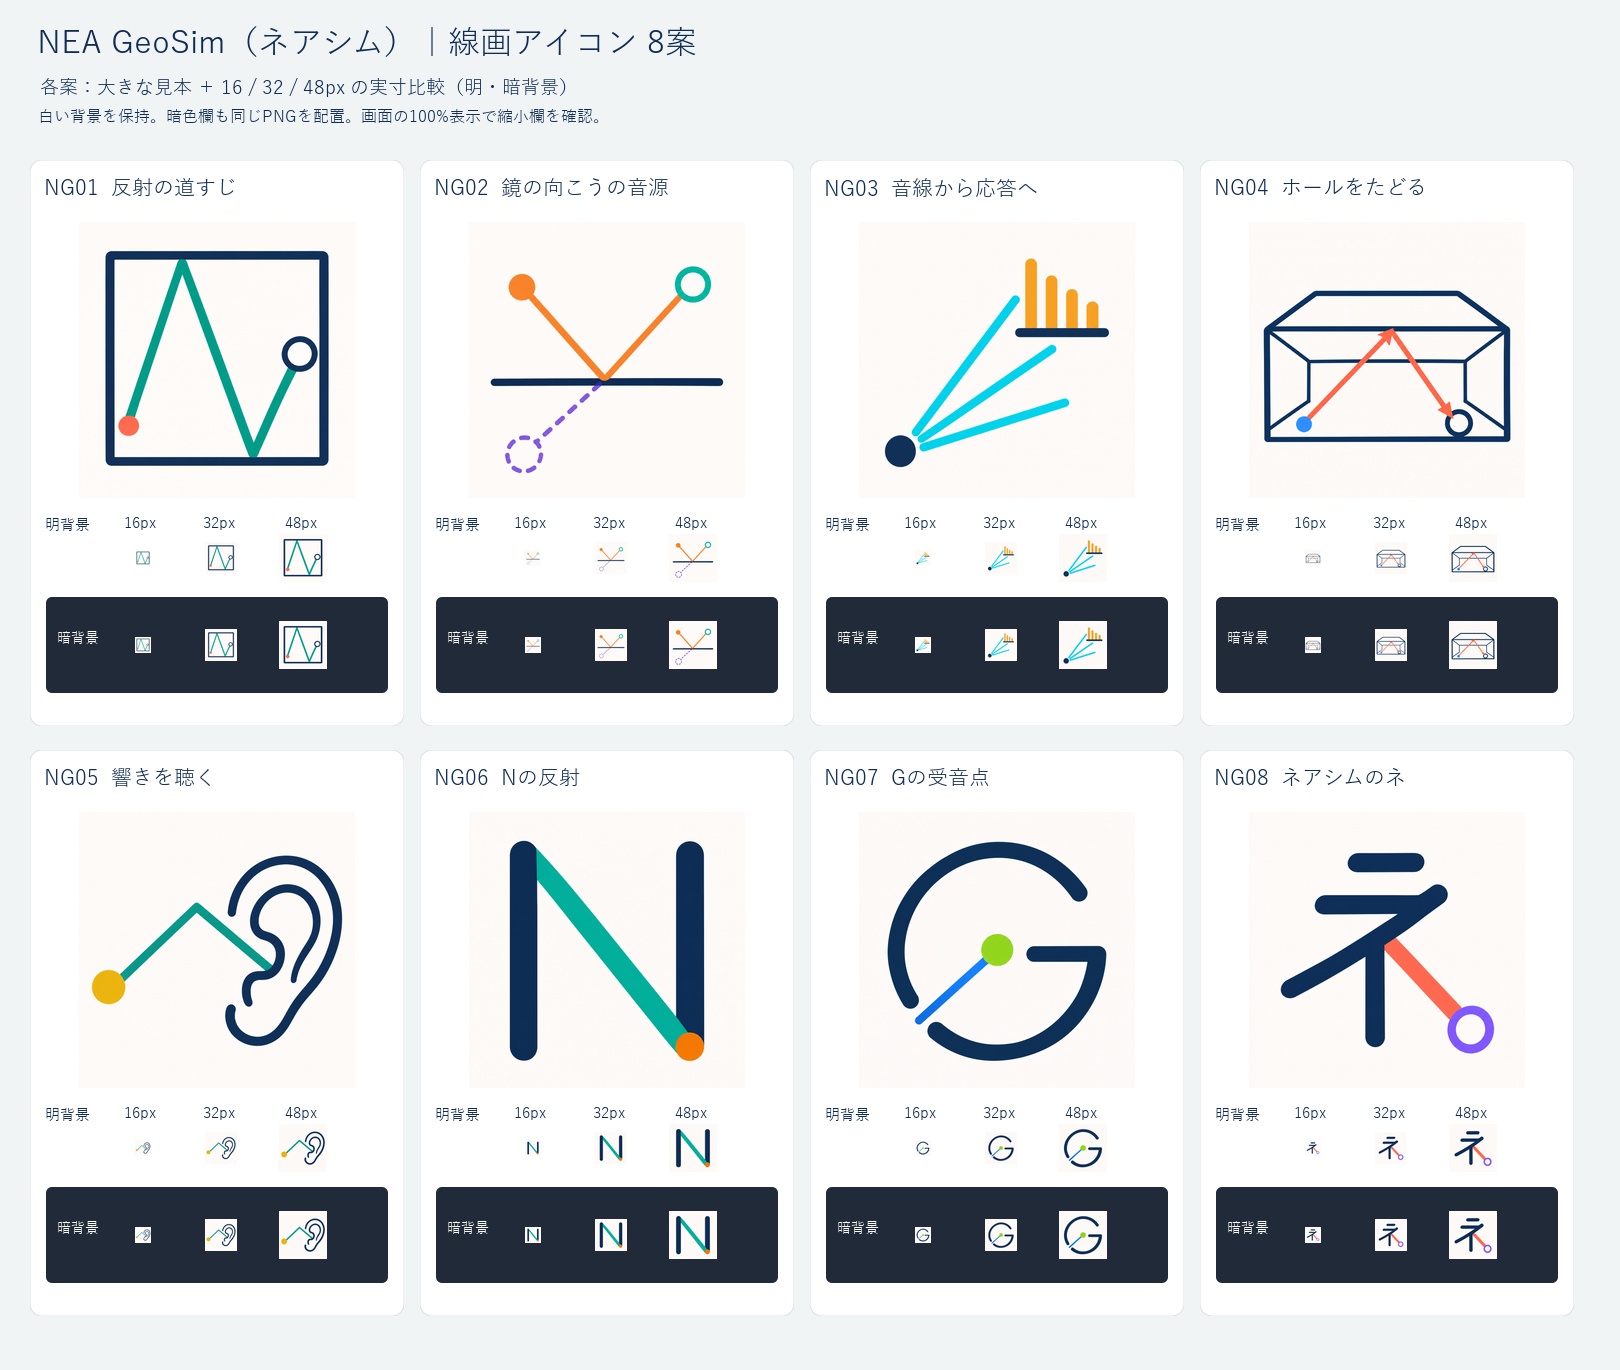 NEA GeoSim（ネアシム）｜線画アイコン 8案
各案：大きな見本 ＋ 16 / 32 / 48px の実寸比較（明・暗背景）
白い背景を保持。暗色欄も同じPNGを配置。画面の100%表示で縮小欄を確認。
NG01 反射の道すじ
明背景 16px 32px 48px
暗背景
NG02 鏡の向こうの音源
明背景 16px 32px 48px
暗背景
NG03 音線から応答へ
明背景 16px 32px 48px
暗背景
NG04 ホールをたどる
明背景 16px 32px 48px
暗背景
NG05 響きを聴く
明背景 16px 32px 48px
暗背景
NG06 Nの反射
N
明背景 16px 32px 48px
N N N
暗背景 N N N
NG07 Gの受音点
G
明背景 16px 32px 48px
G G G
暗背景 G G G
NG08 ネアシムのネ
ネ
明背景 16px 32px 48px
ネ ネ ネ
暗背景 ネ ネ ネ